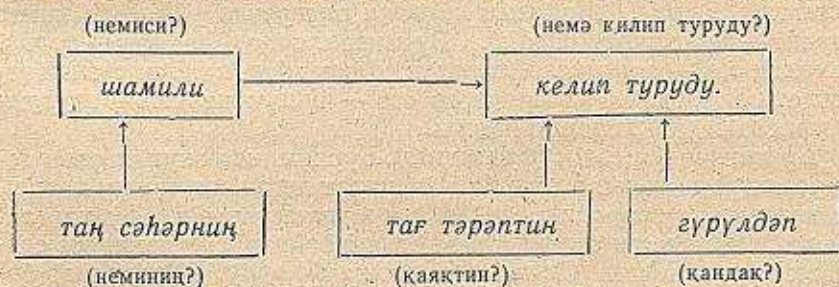 (немиси?) (немә қилип туруду?)
шамили келип туруду.
таң сәһәрниң тағ тәрәптин гүрүлдәп
(неминиң?) (қаяқтин?) (қандақ?)